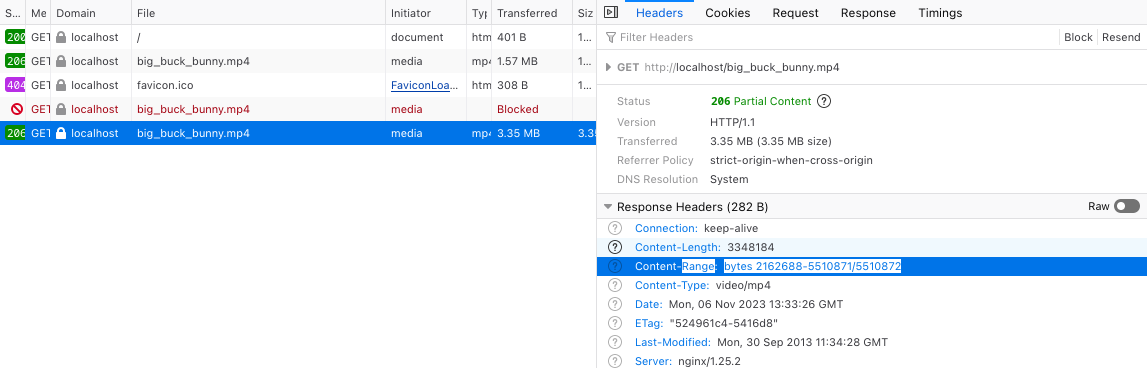 S... Me Domain File Initiator Typ Transferred Siz
200 GET localhost / document htm 401 B 1...
206 GET localhost big_buck_bunny.mp4 media mp4 1.57 MB 1...
404 GET localhost favicon.ico FaviconLoa... htm 308 B 1...
GET localhost big_buck_bunny.mp4 media Blocked
206 GET localhost big_buck_bunny.mp4 media mp4 3.35 MB 3.35
Headers Cookies Request Response Timings
Filter Headers Block Resend
GET http://localhost/big_buck_bunny.mp4
Status 206 Partial Content ?
Version HTTP/1.1
Transferred 3.35 MB (3.35 MB size)
Referrer Policy strict-origin-when-cross-origin
DNS Resolution System
Response Headers (282 B) Raw
? Connection: keep-alive
? Content-Length: 3348184
? Content-Range: bytes 2162688-5510871/5510872
? Content-Type: video/mp4
? Date: Mon, 06 Nov 2023 13:33:26 GMT
? ETag: "524961c4-5416d8"
? Last-Modified: Mon, 30 Sep 2013 11:34:28 GMT
? Server: nginx/1.25.2